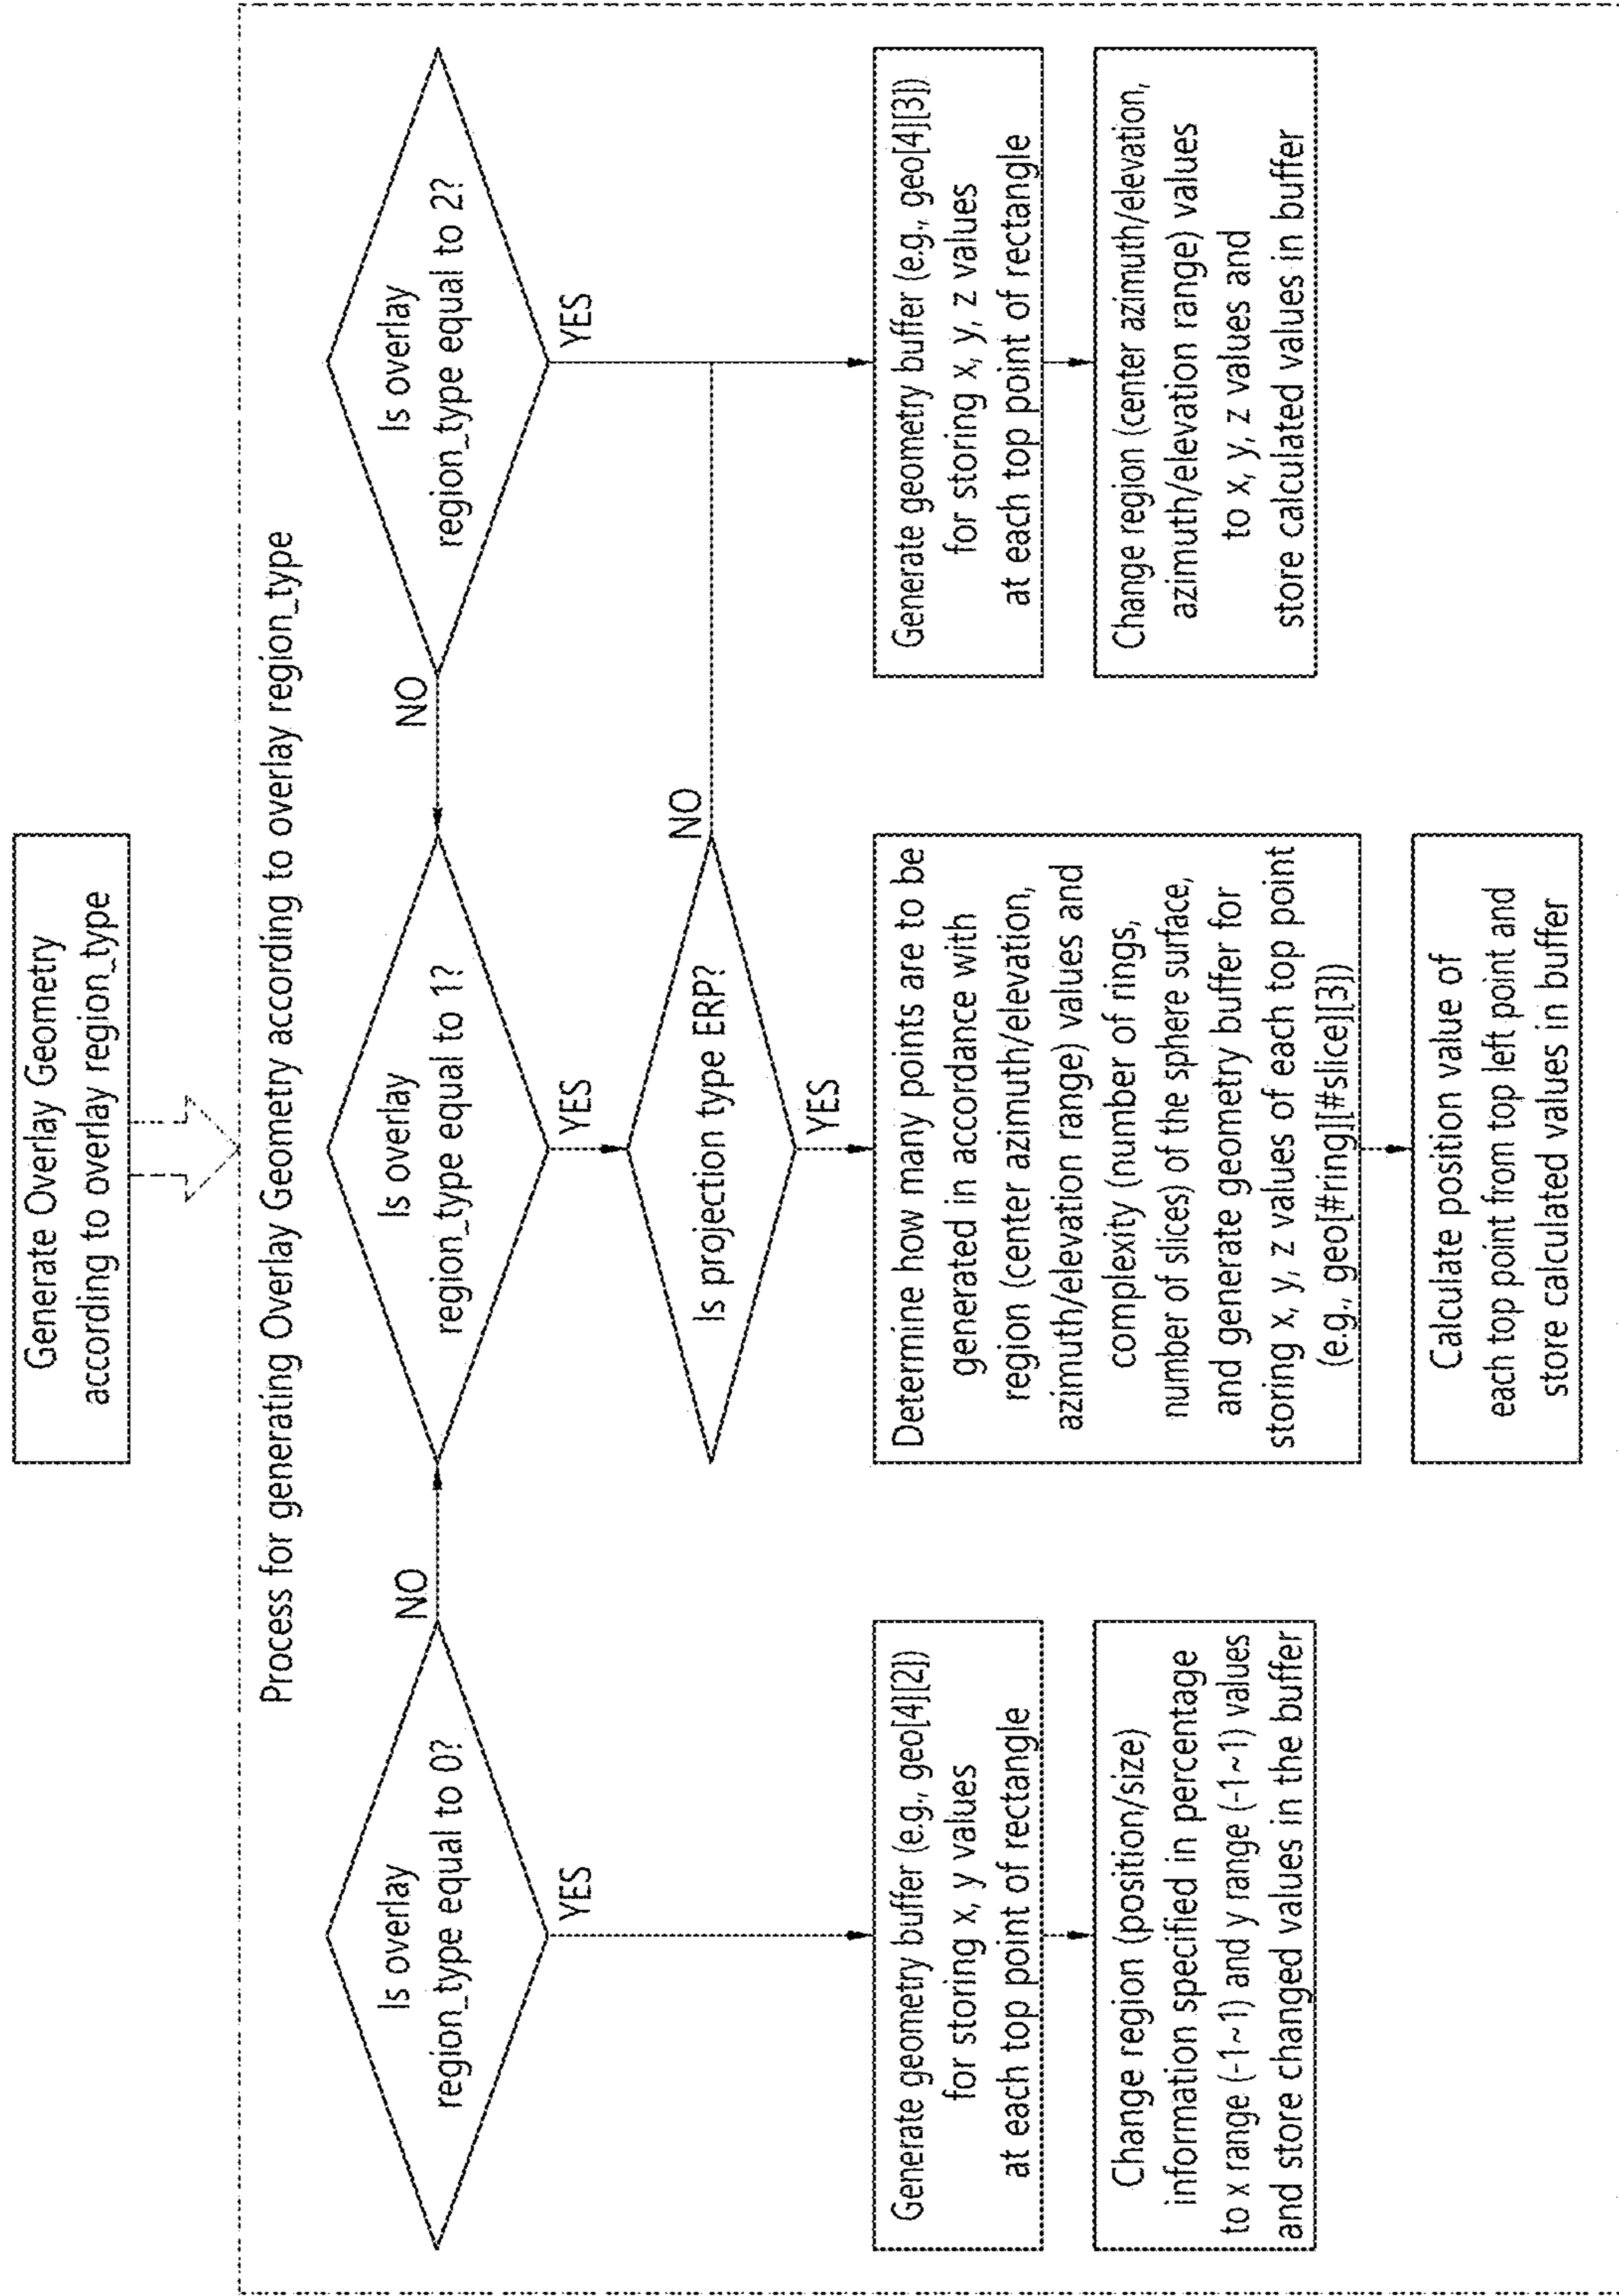 Generate Overlay Geometry
according to overlay region_type
Process for generating Overlay Geometry according to overlay region_type
Is overlay
region_type equal to 0?
NO
YES
Is overlay
region_type equal to 1?
YES
NO
Is overlay
region_type equal to 2?
YES
Is projection type ERP?
NO
YES
Generate geometry buffer (e.g., geo[4][2])
for storing x, y values
at each top point of rectangle
Change region (position/size)
information specified in percentage
to x range (-1~1) and y range (-1~1) values
and store changed values in the buffer
Determine how many points are to be
generated in accordance with
region (center azimuth/elevation,
azimuth/elevation range) values and
complexity (number of rings,
number of slices) of the sphere surface,
and generate geometry buffer for
storing x, y, z values of each top point
(e.g., geo[#ring][#slice][3])
Calculate position value of
each top point from top left point and
store calculated values in buffer
Generate geometry buffer (e.g., geo[4][3])
for storing x, y, z values
at each top point of rectangle
Change region (center azimuth/elevation,
azimuth/elevation range) values
to x, y, z values and
store calculated values in buffer